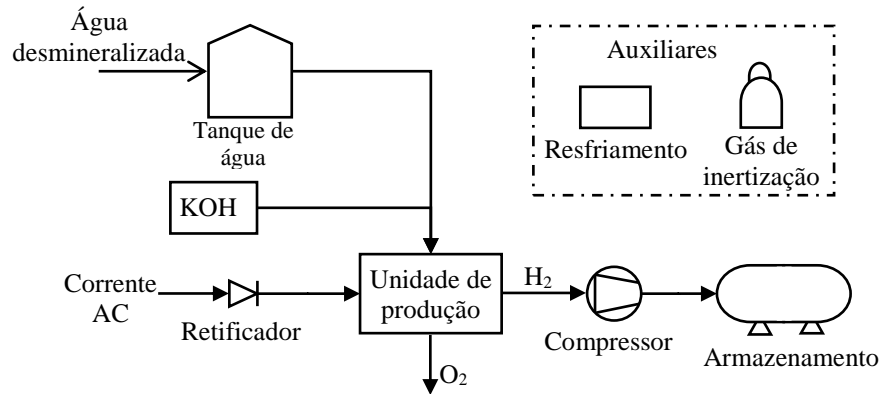 Água
desmineralizada
Tanque de
água
Auxiliares
Resfriamento
Gás de
inertização
KOH
Corrente
AC
Retificador
Unidade de
produção
H₂
Compressor
Armazenamento
O₂